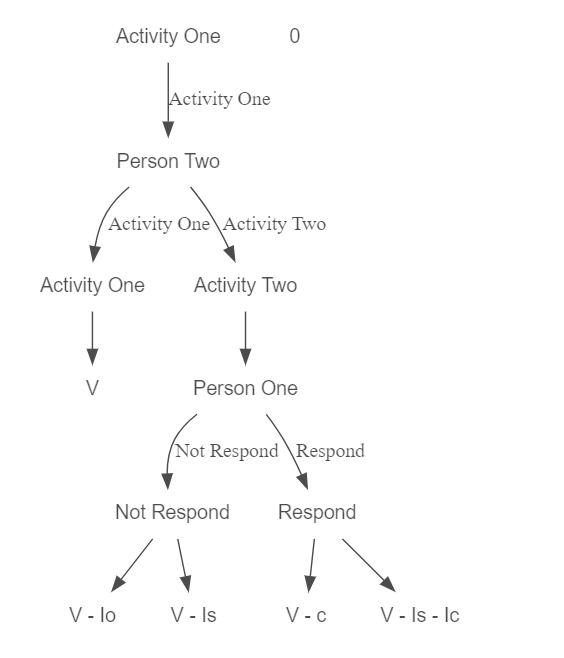 Activity One 0
Activity One
Person Two
Activity One Activity Two
Activity One Activity Two
V Person One
Not Respond Respond
Not Respond Respond
V - Io V - Is V - c V - Is - Ic